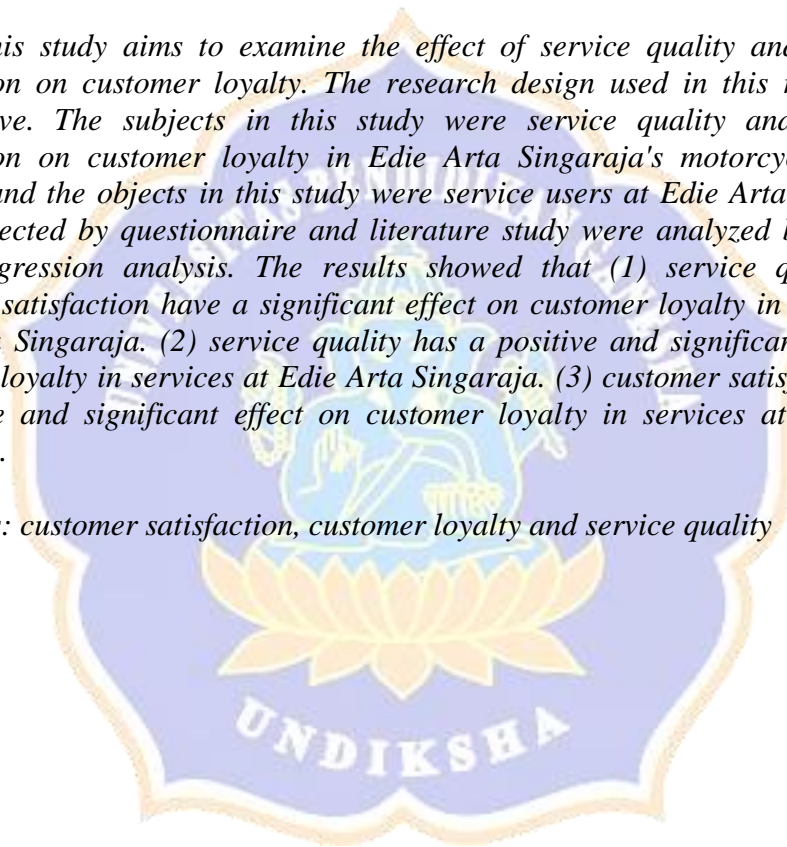 his study aims to examine the effect of service quality and
on on customer loyalty. The research design used in this
ve. The subjects in this study were service quality and
on on customer loyalty in Edie Arta Singaraja's motorcy
and the objects in this study were service users at Edie Arta
ected by questionnaire and literature study were analyzed b
gression analysis. The results showed that (1) service q
satisfaction have a significant effect on customer loyalty in
Singaraja. (2) service quality has a positive and significan
loyalty in services at Edie Arta Singaraja. (3) customer satisf
e and significant effect on customer loyalty in services at
.
: customer satisfaction, customer loyalty and service quality
UNDIKSHA